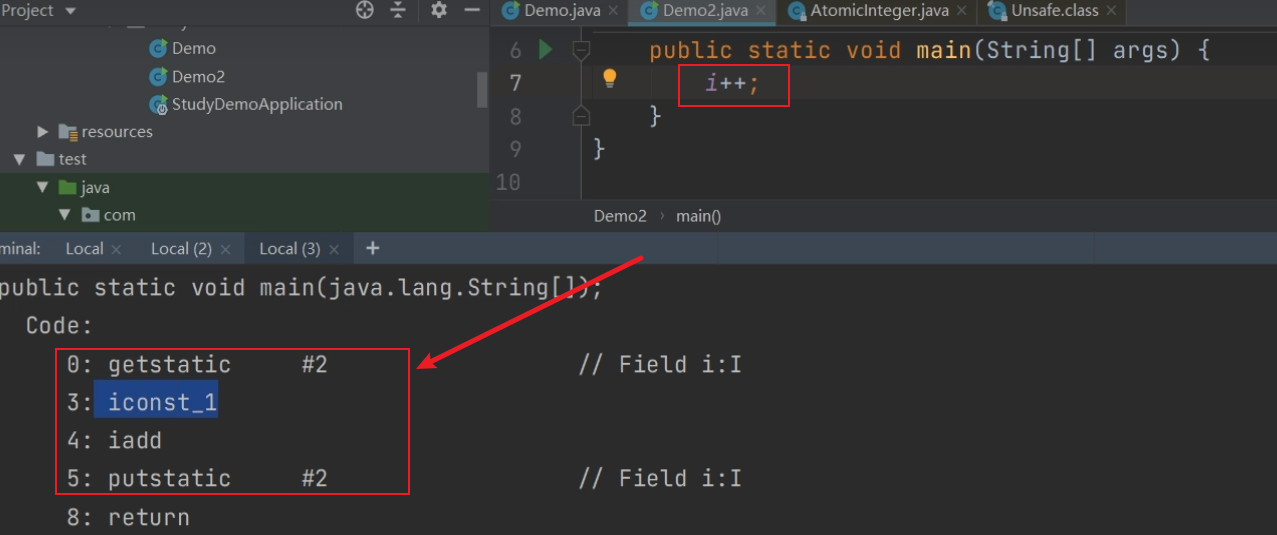 Project
Demo
Demo2
StudyDemoApplication
resources
test
java
com
Demo.java
Demo2.java
AtomicInteger.java
Unsafe.class
6 public static void main(String[] args) {
7 i++;
8 }
9 }
10
Demo2 › main()
minal: Local Local (2) Local (3) +
public static void main(java.lang.String[]);
Code:
0: getstatic #2 // Field i:I
3: iconst_1
4: iadd
5: putstatic #2 // Field i:I
8: return